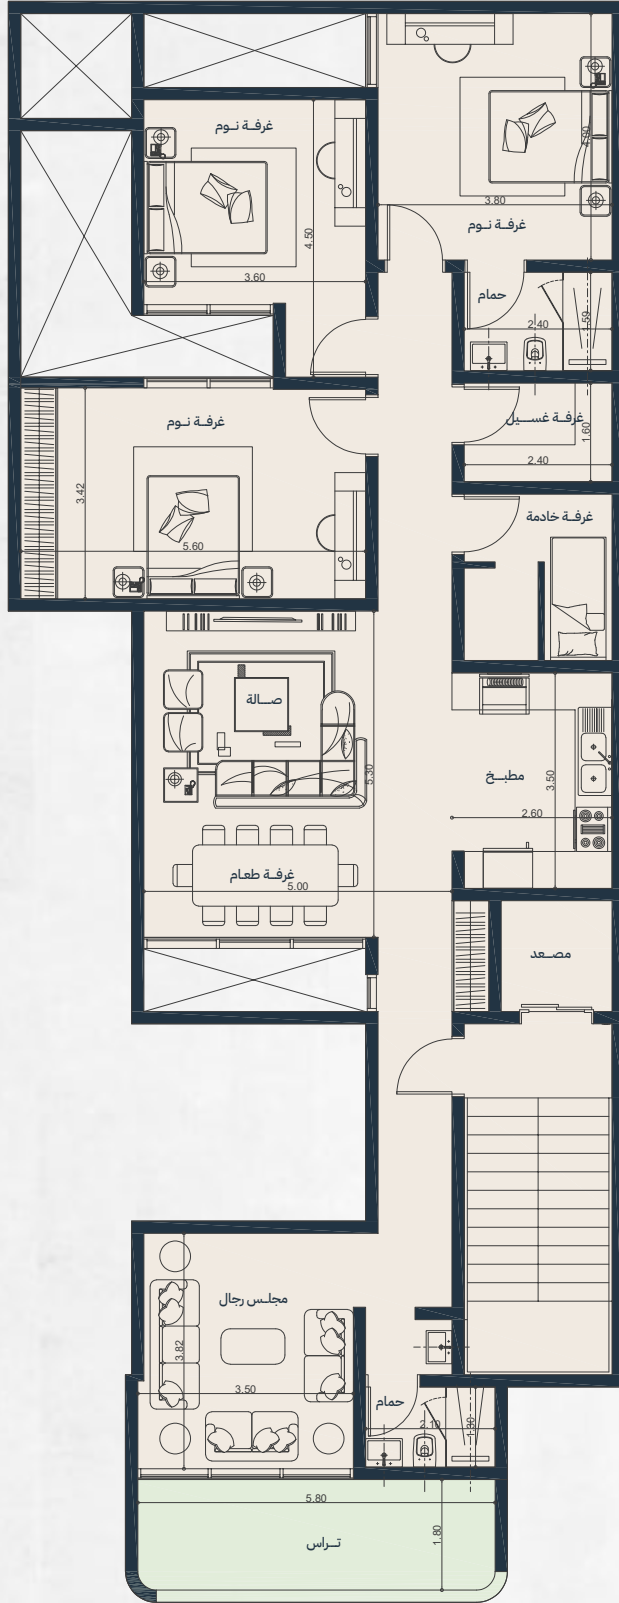 غرفة نوم
4.50
3.60
4.00
3.80
غرفة نوم
حمام
2.40
1.59
غرفة غسيل
1.60
2.40
غرفة نوم
3.42
5.60
غرفة خادمة
صالة
5.30
مطبخ
3.50
2.60
غرفة طعام
5.00
مصعد
مجلس رجال
3.82
3.50
حمام
2.10
1.30
5.80
1.80
تراس